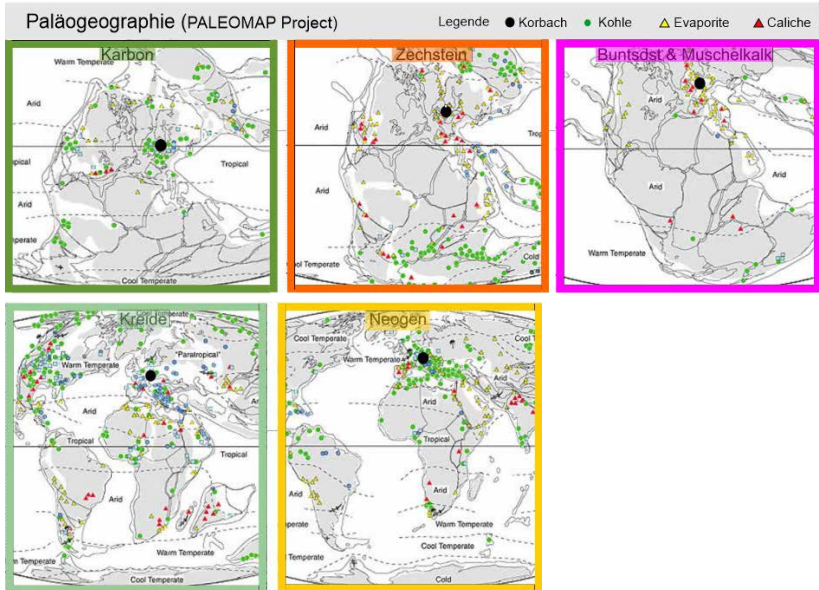 Paläogeographie (PALEOMAP Project)
Legende Korbach Kohle Evaporite Caliche
Karbon
Warm Temperate
Arid
Tropical
Arid
Cool Temperate
Zechstein
Arid
Tropical
Arid
Warm Temperate
Cold
Buntsdst & Muschelkalk
Arid
Arid
Warm Temperate
Kreide
Warm Temperate
"Paratropical"
Arid
Tropical
Tropical
Arid
Warm Temperate
Cool Temperate
Neogen
Cool Temperate
Cool T
Warm Temperate
Arid
Arid
Tropical
Arid
Arid
Warm Temperate
Cool Temperate
Cold